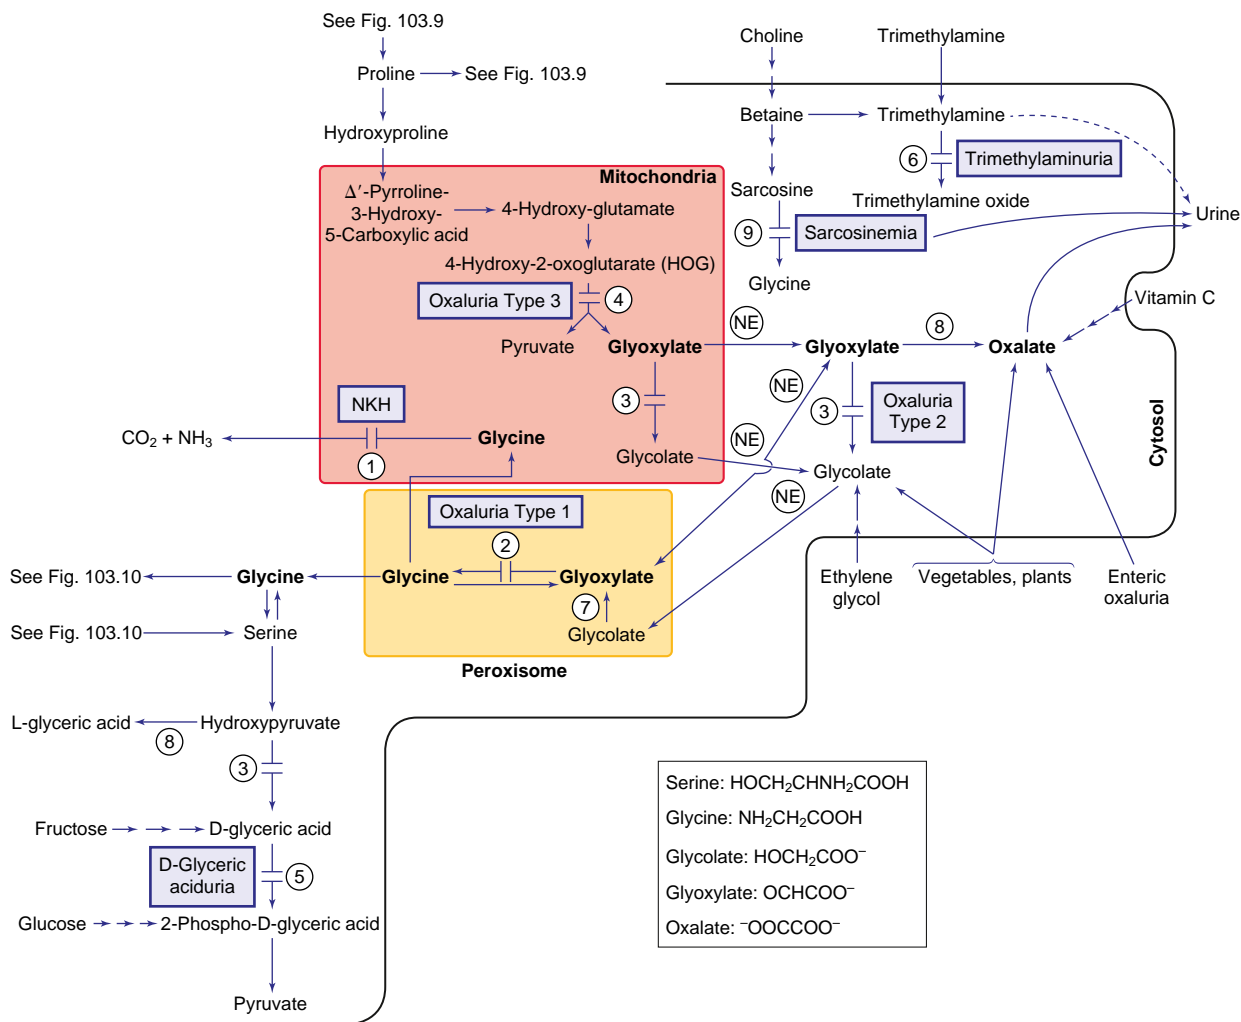 See Fig. 103.9
Choline
Trimethylamine
Proline
See Fig. 103.9
Betaine
Trimethylamine
Hydroxyproline
6
Trimethylaminuria
Mitochondria
Δ′-Pyrroline-
3-Hydroxy-
5-Carboxylic acid
4-Hydroxy-glutamate
Sarcosine
Trimethylamine oxide
Urine
9
Sarcosinemia
4-Hydroxy-2-oxoglutarate (HOG)
Glycine
Oxaluria Type 3
4
Vitamin C
NE
8
Pyruvate
Glyoxylate
Glyoxylate
Oxalate
NE
3
3
Oxaluria
Type 2
NKH
CO₂ + NH₃
Glycine
NE
1
Glycolate
Glycolate
Cytosol
NE
Oxaluria Type 1
2
See Fig. 103.10
Glycine
Glycine
Glyoxylate
Ethylene
glycol
Vegetables, plants
Enteric
oxaluria
7
See Fig. 103.10
Serine
Glycolate
Peroxisome
L-glyceric acid
Hydroxypyruvate
8
3
Fructose
D-glyceric acid
D-Glyceric
aciduria
5
Glucose
2-Phospho-D-glyceric acid
Pyruvate
Serine: HOCH₂CHNH₂COOH
Glycine: NH₂CH₂COOH
Glycolate: HOCH₂COO⁻
Glyoxylate: OCHCOO⁻
Oxalate: ⁻OOCCOO⁻